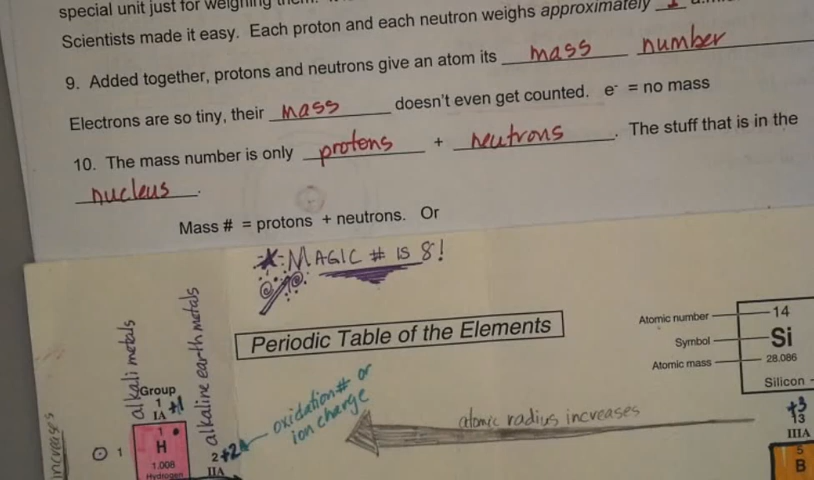 special unit just for weighing them.
Scientists made it easy. Each proton and each neutron weighs approximately 1
9. Added together, protons and neutrons give an atom its mass number
Electrons are so tiny, their mass doesn't even get counted. e- = no mass
10. The mass number is only protons + neutrons. The stuff that is in the
nucleus.
Mass # = protons + neutrons. Or
MAGIC # IS 8!
Periodic Table of the Elements
Atomic number 14
Symbol Si
Atomic mass 28.086
Silicon
alkali metals
alkaline earth metals
oxidation # or
ion charge
atomic radius increases
increases
Group
1 +1
IA
1
H
1.008
Hydrogen
1
2 +2
IIA
+3
13
IIIA
5
B